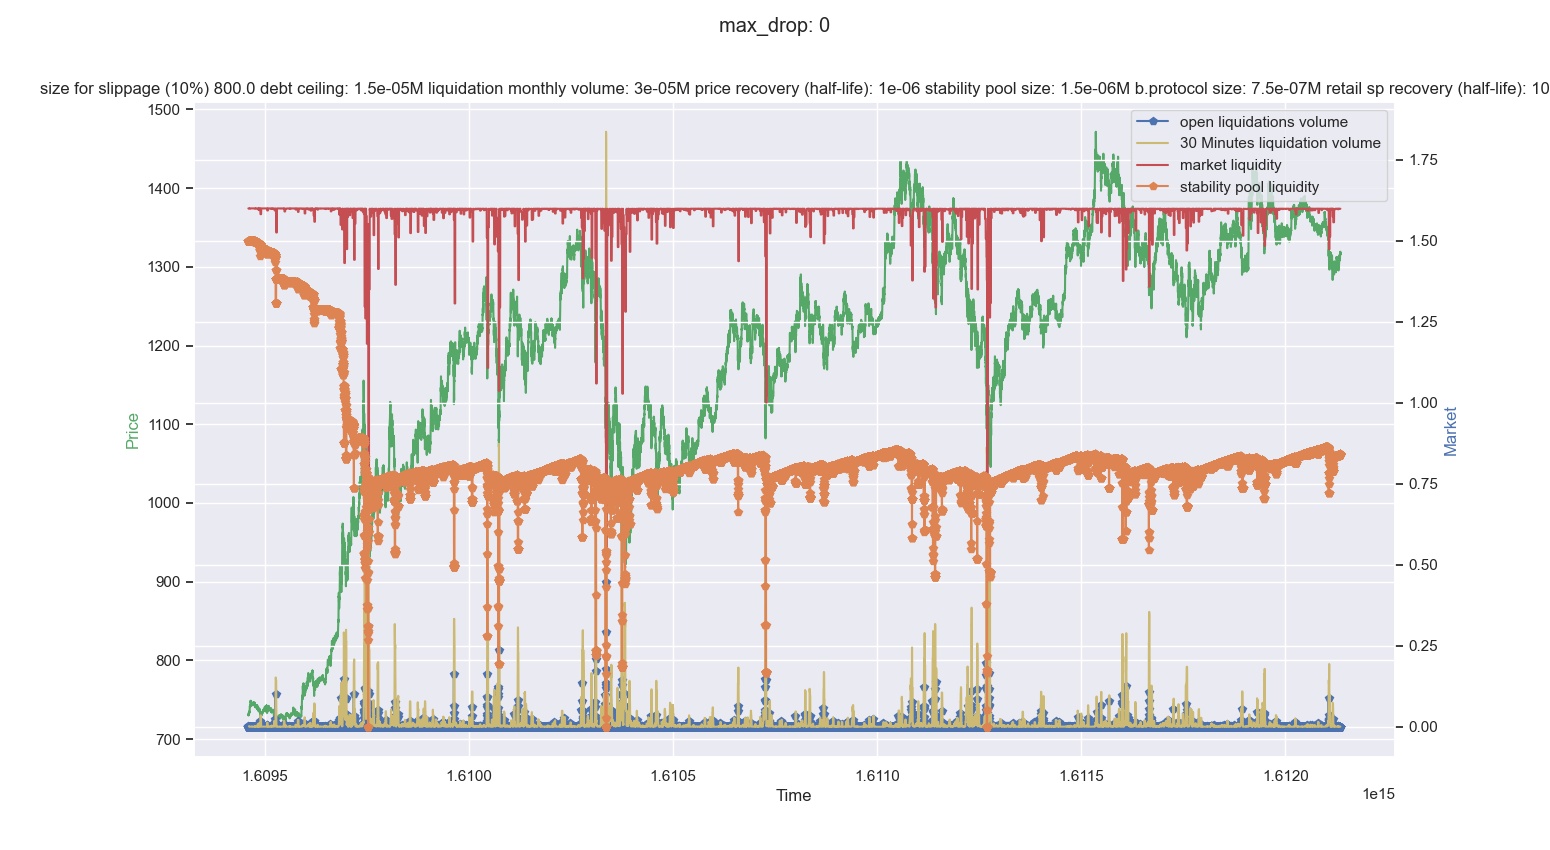 max_drop: 0
size for slippage (10%) 800.0 debt ceiling: 1.5e-05M liquidation monthly volume: 3e-05M price recovery (half-life): 1e-06 stability pool size: 1.5e-06M b.protocol size: 7.5e-07M retail sp recovery (half-life): 10
open liquidations volume
30 Minutes liquidation volume
market liquidity
stability pool liquidity
1500
1400
1300
1200
1100
1000
900
800
700
Price
1.75
1.50
1.25
1.00
0.75
0.50
0.25
0.00
Market
1.6095 1.6100 1.6105 1.6110 1.6115 1.6120
Time
1e15